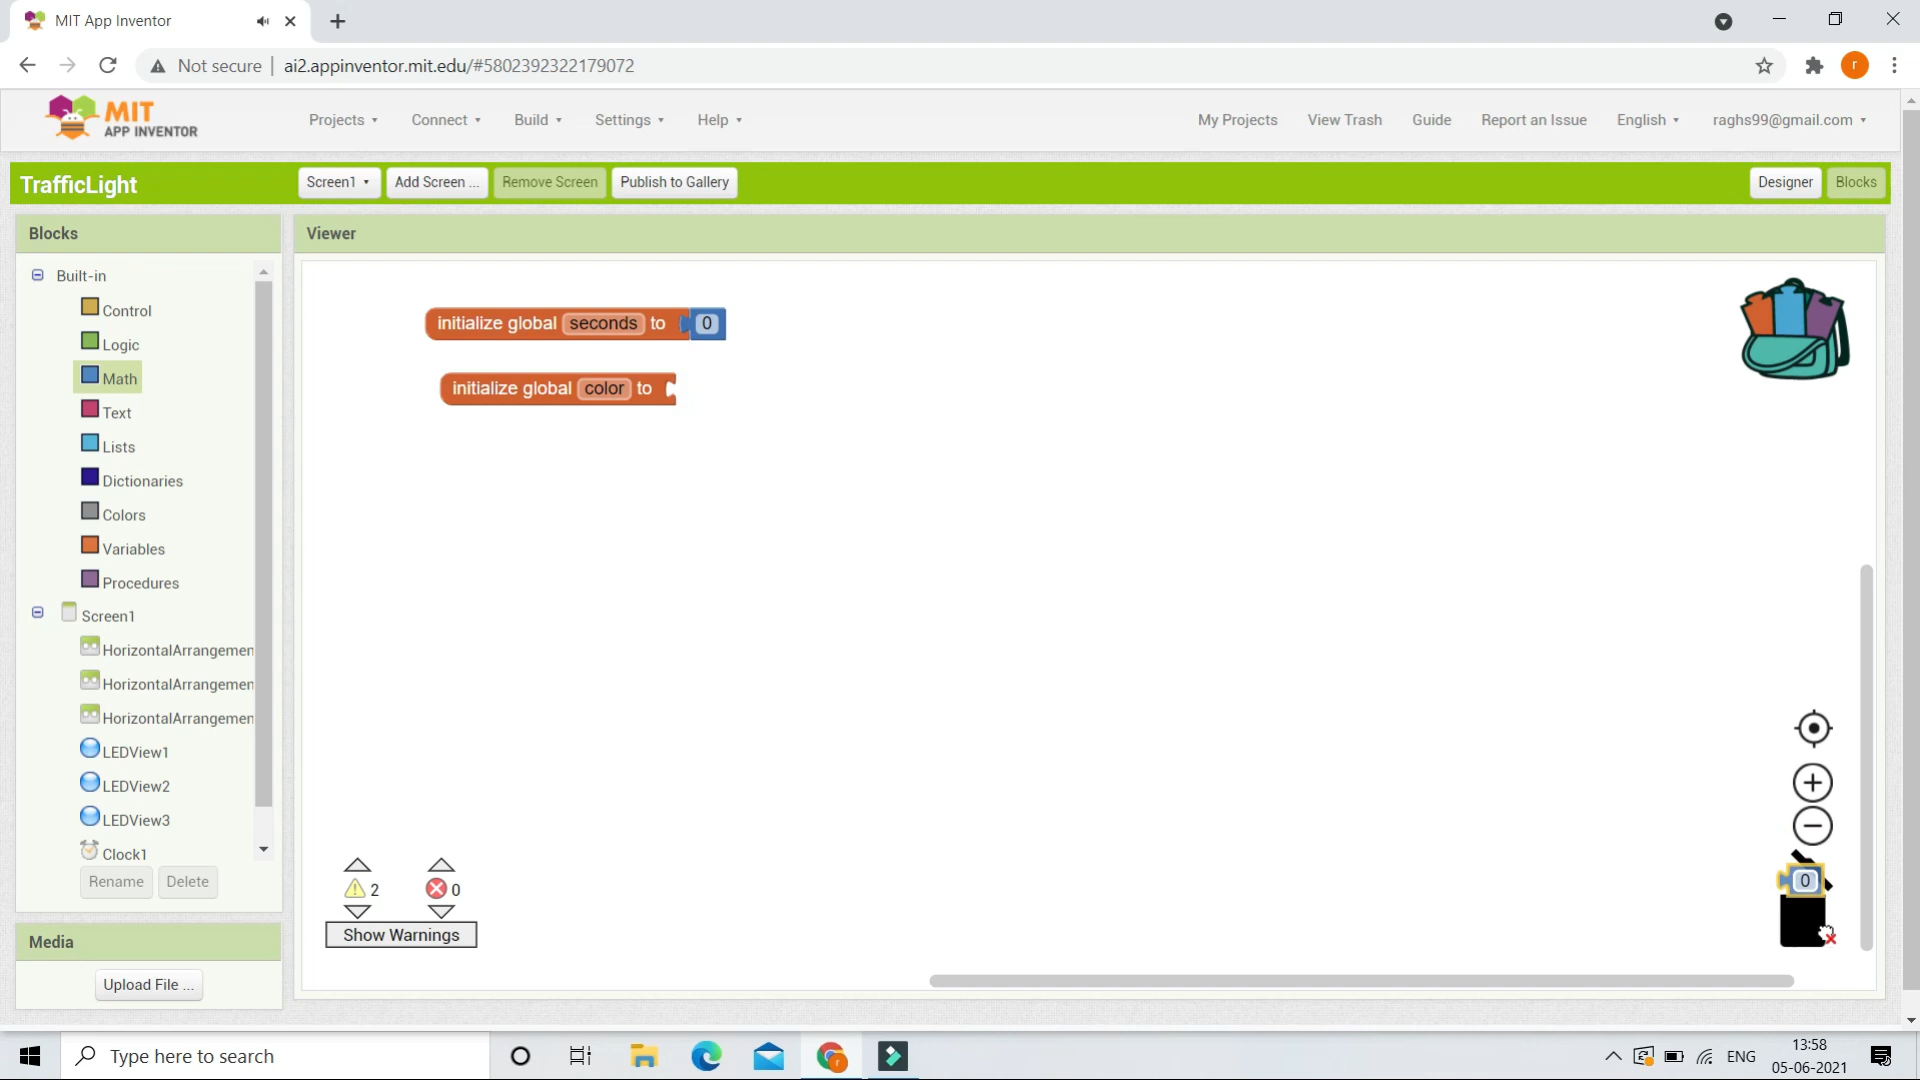 MIT App Inventor
Not secure
ai2.appinventor.mit.edu/#5802392322179072
r
MIT
APP INVENTOR
Projects
Connect
Build
Settings
Help
My Projects
View Trash
Guide
Report an Issue
English
raghs99@gmail.com
TrafficLight
Screen1
Add Screen ...
Remove Screen
Publish to Gallery
Designer
Blocks
Blocks
Viewer
Built-in
Control
Logic
Math
Text
Lists
Dictionaries
Colors
Variables
Procedures
Screen1
HorizontalArrangemen
HorizontalArrangemen
HorizontalArrangemen
LEDView1
LEDView2
LEDView3
Clock1
Rename
Delete
initialize global seconds to 0
initialize global color to
0
2
0
Show Warnings
Media
Upload File ...
Type here to search
r
ENG
13:58
05-06-2021